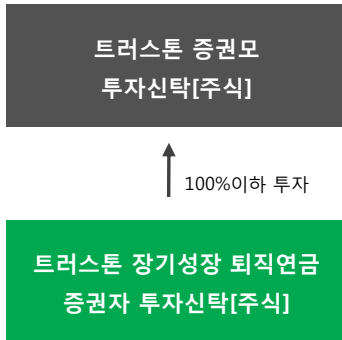 트러스톤 증권모
투자신탁[주식]
100%이하 투자
트러스톤 장기성장 퇴직연금
증권자 투자신탁[주식]